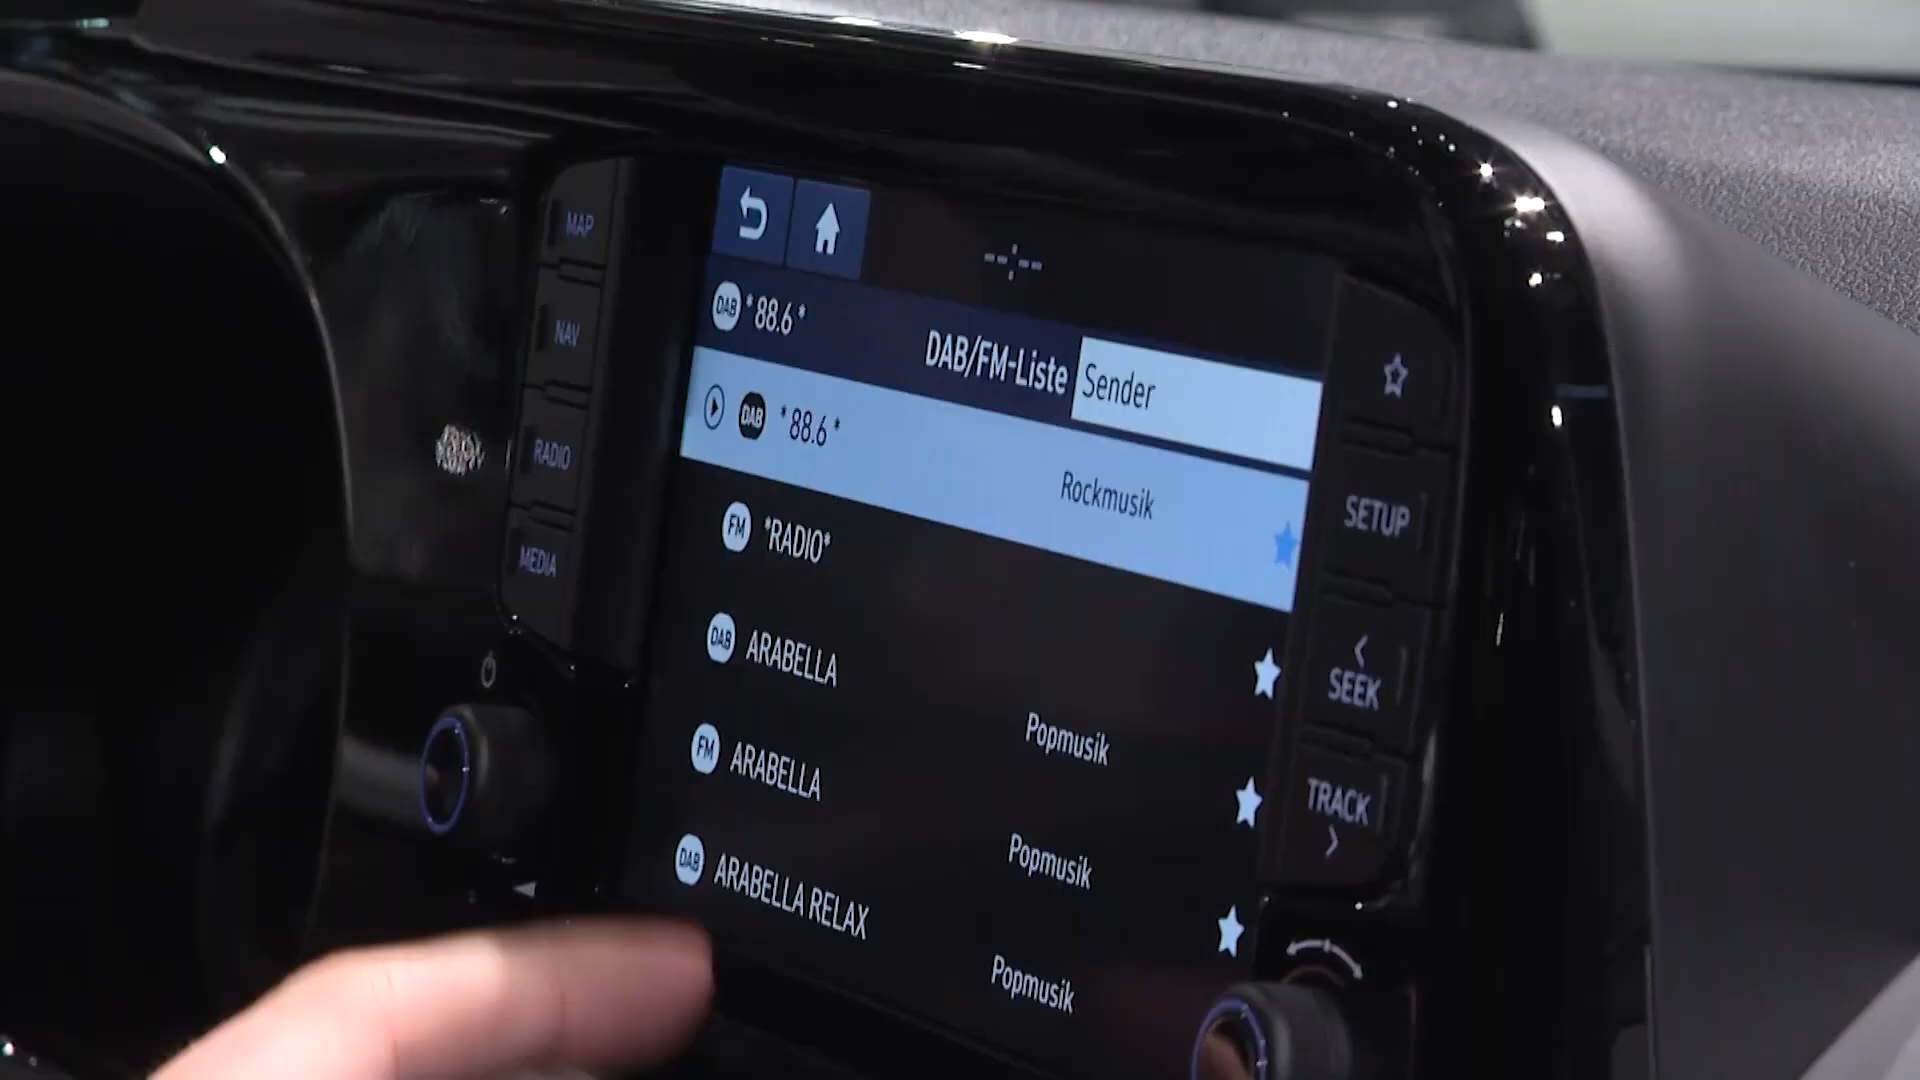 MAP
NAV
RADIO
MEDIA
--:--
DAB *88.6*
DAB/FM-Liste Sender
DAB *88.6* Rockmusik
FM *RADIO*
DAB ARABELLA Popmusik
FM ARABELLA Popmusik
DAB ARABELLA RELAX Popmusik
SETUP
< SEEK
TRACK >